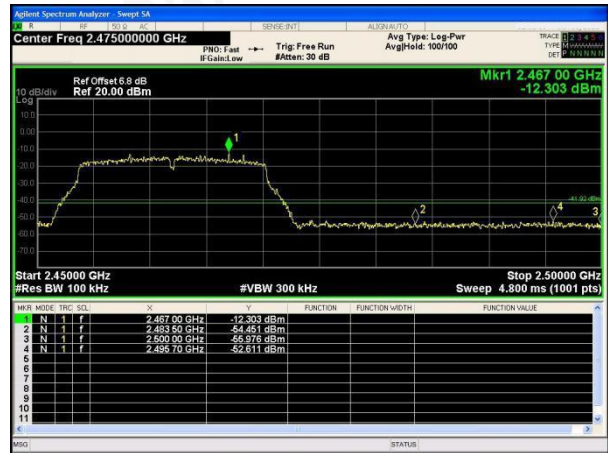 Agilent Spectrum Analyzer - Swept SA
R RF 50 Ω AC SENSE:INT ALIGNAUTO
Center Freq 2.475000000 GHz
PNO: Fast
IFGain:Low
Trig: Free Run
#Atten: 30 dB
Avg Type: Log-Pwr
Avg|Hold: 100/100
TRACE 1 2 3 4 5 6
TYPE M
DET P N N N N N
Mkr1 2.467 00 GHz
-12.303 dBm
Ref Offset 6.8 dB
10 dB/div Ref 20.00 dBm
Log
10.0
0.00
-10.0
-20.0
-30.0
-40.0
-50.0
-60.0
-70.0
1
2
4
3
-41.92 dBm
Start 2.45000 GHz Stop 2.50000 GHz
#Res BW 100 kHz #VBW 300 kHz Sweep 4.800 ms (1001 pts)
MKR MODE TRC SCL X Y FUNCTION FUNCTION WIDTH FUNCTION VALUE
1 N 1 f 2.467 00 GHz -12.303 dBm
2 N 1 f 2.483 50 GHz -54.451 dBm
3 N 1 f 2.500 00 GHz -55.976 dBm
4 N 1 f 2.495 70 GHz -52.611 dBm
5
6
7
8
9
10
11
MSG STATUS